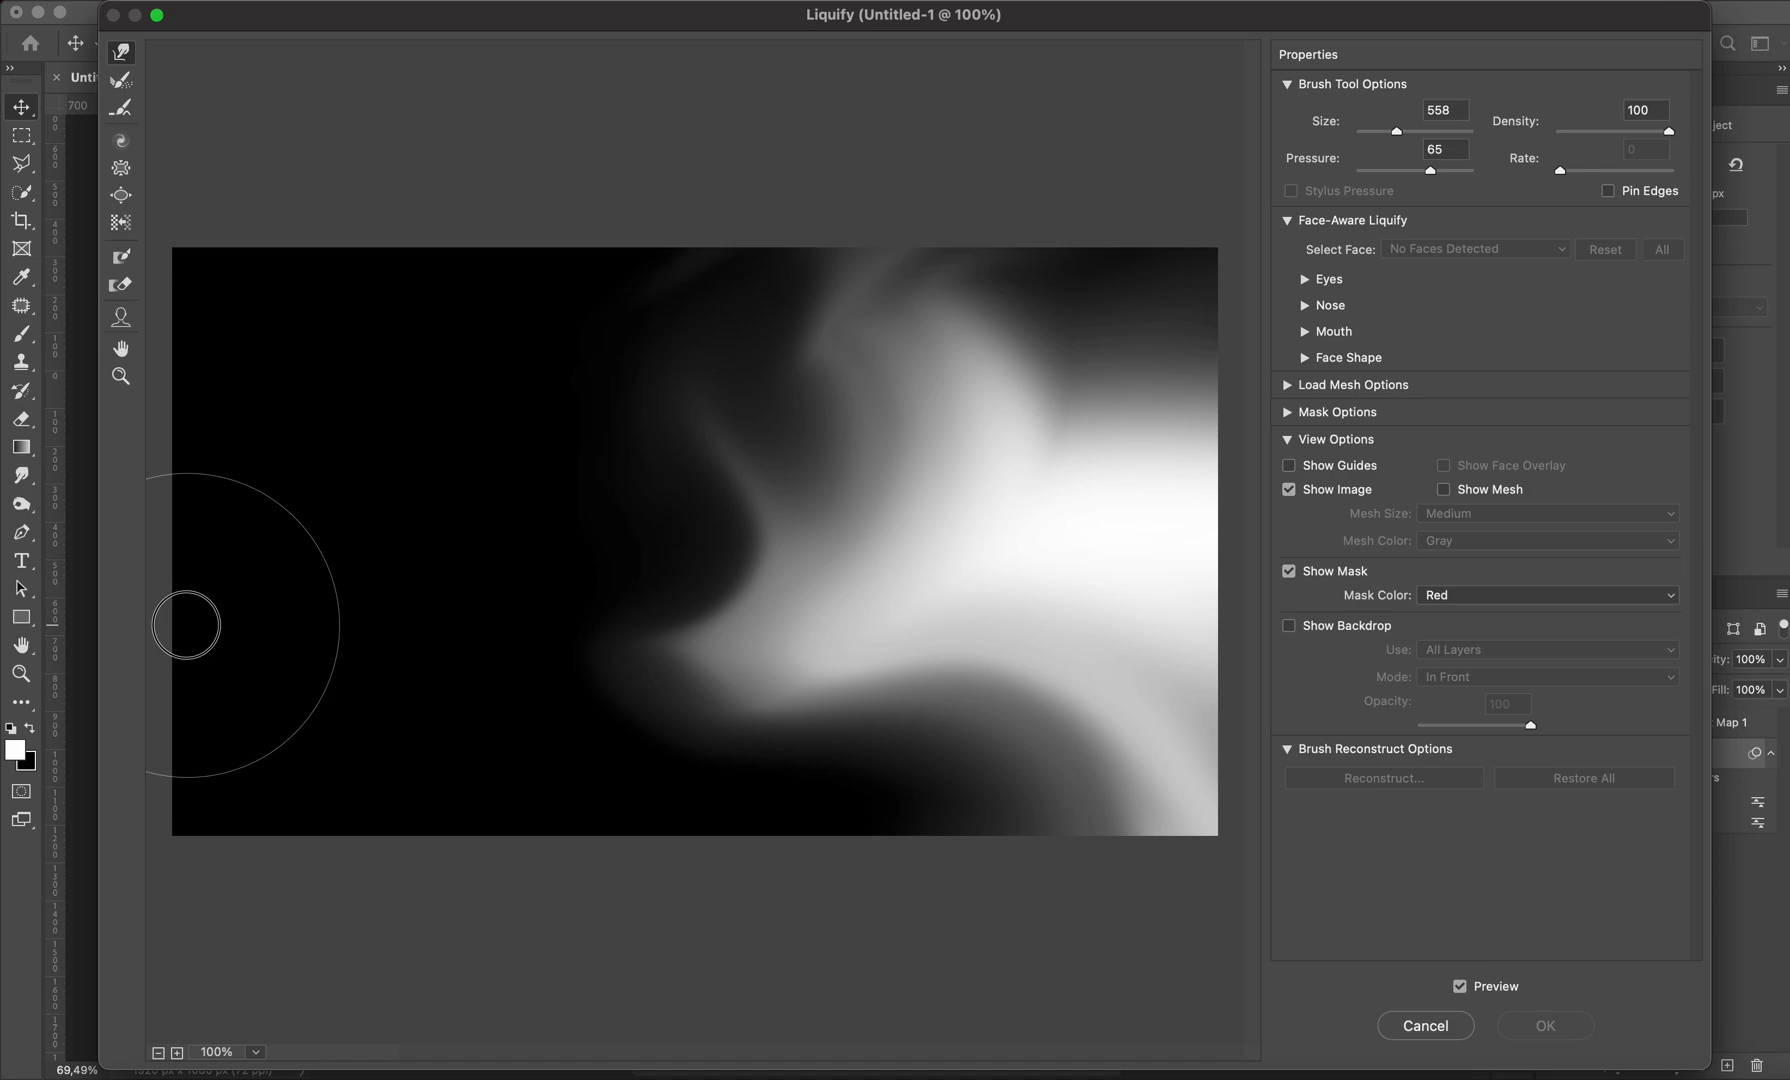 Liquify (Untitled-1 @ 100%)
Unti
700
Properties
Brush Tool Options
Size: 558 Density: 100
Pressure: 65 Rate: 0
Stylus Pressure Pin Edges
Face-Aware Liquify
Select Face: No Faces Detected Reset All
Eyes
Nose
Mouth
Face Shape
Load Mesh Options
Mask Options
View Options
Show Guides Show Face Overlay
Show Image Show Mesh
Mesh Size: Medium
Mesh Color: Gray
Show Mask
Mask Color: Red
Show Backdrop
Use: All Layers
Mode: In Front
Opacity: 100
Brush Reconstruct Options
Reconstruct... Restore All
Preview
Cancel OK
100%
69,49%
ject
px
city: 100%
Fill: 100%
t Map 1
rs